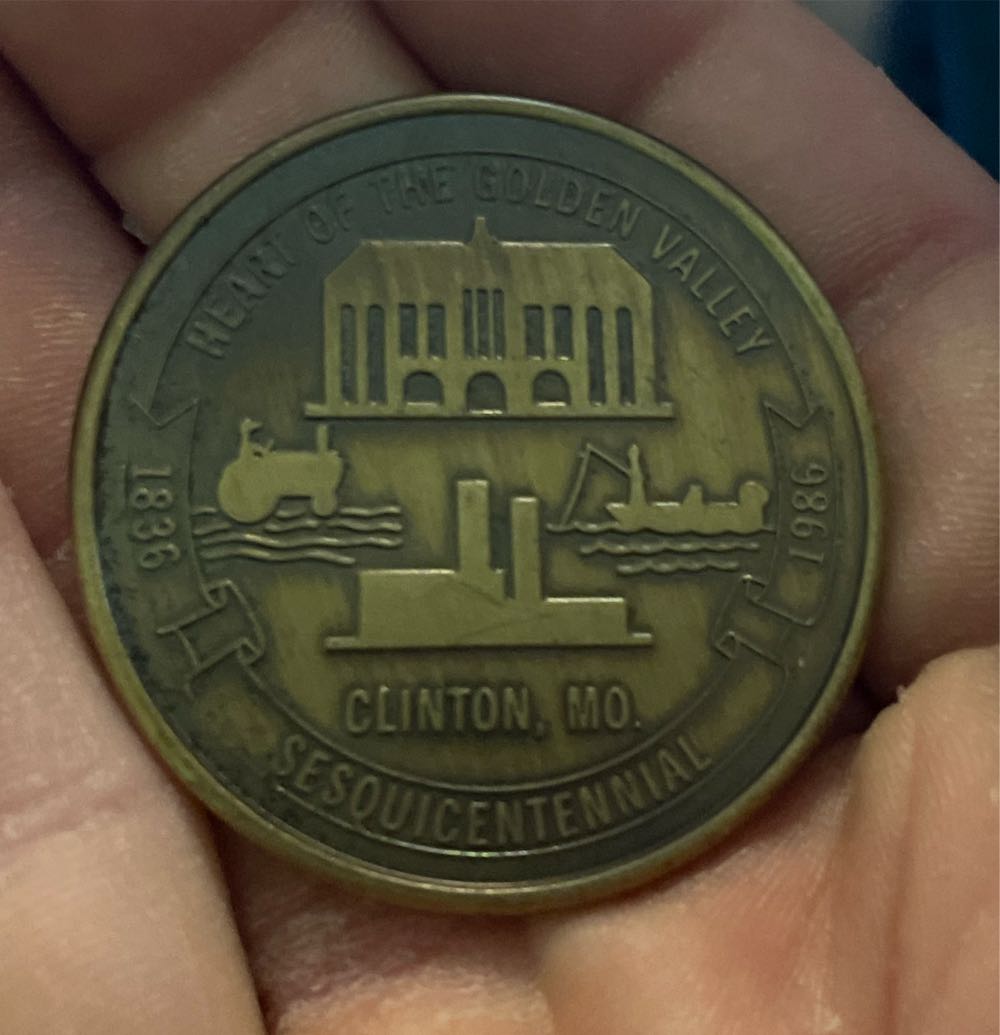 HEART OF THE GOLDEN VALLEY
1836
1986
CLINTON, MO.
SESQUICENTENNIAL